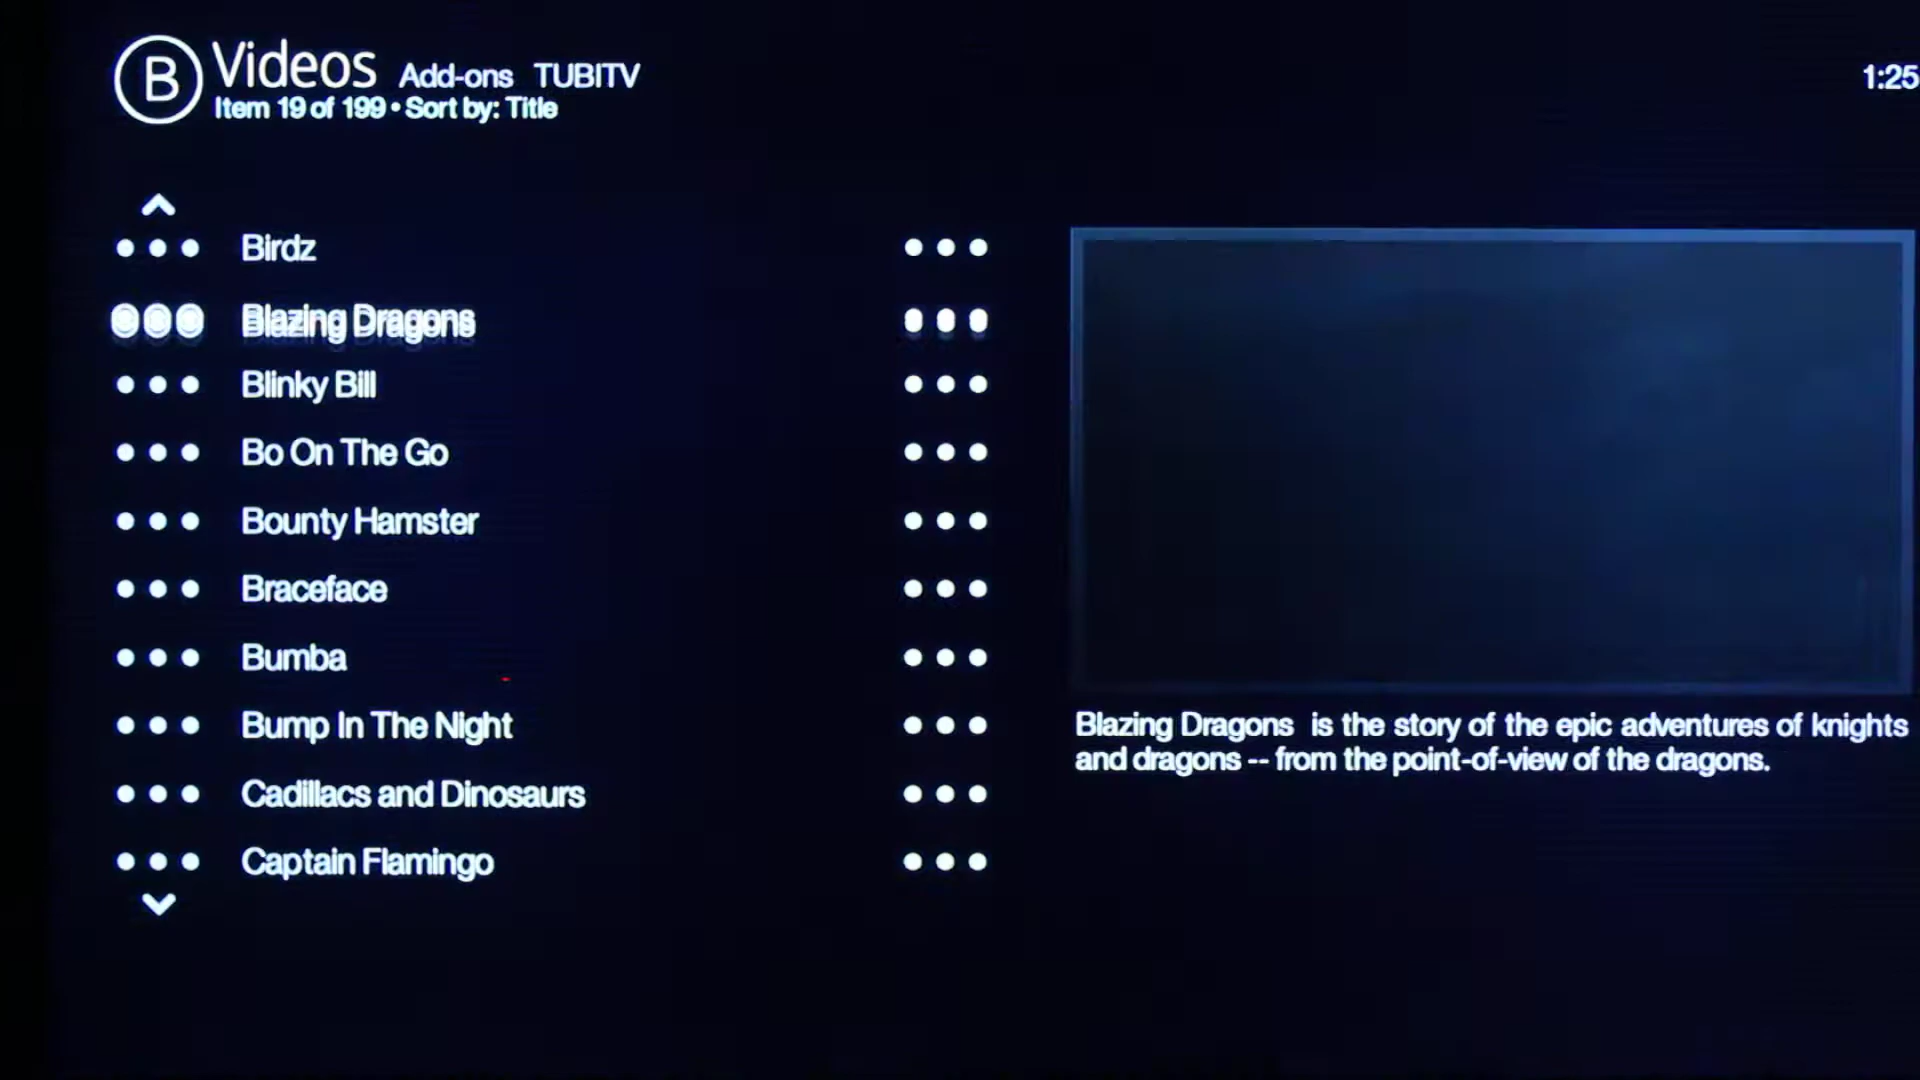 B Videos Add-ons TUBITV
Item 19 of 199 • Sort by: Title
1:25
Birdz
Blazing Dragons
Blinky Bill
Bo On The Go
Bounty Hamster
Braceface
Bumba
Bump In The Night
Cadillacs and Dinosaurs
Captain Flamingo
Blazing Dragons is the story of the epic adventures of knights
and dragons -- from the point-of-view of the dragons.